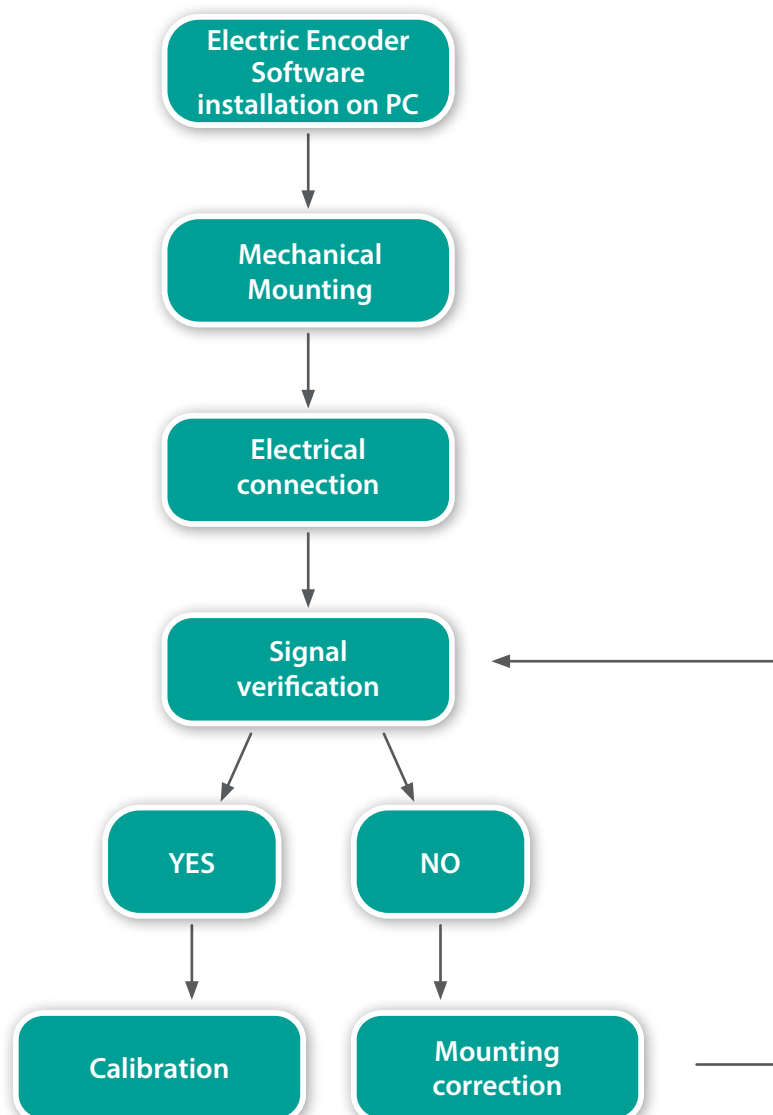 Electric Encoder
Software
installation on PC
Mechanical
Mounting
Electrical
connection
Signal
verification
YES
NO
Calibration
Mounting
correction